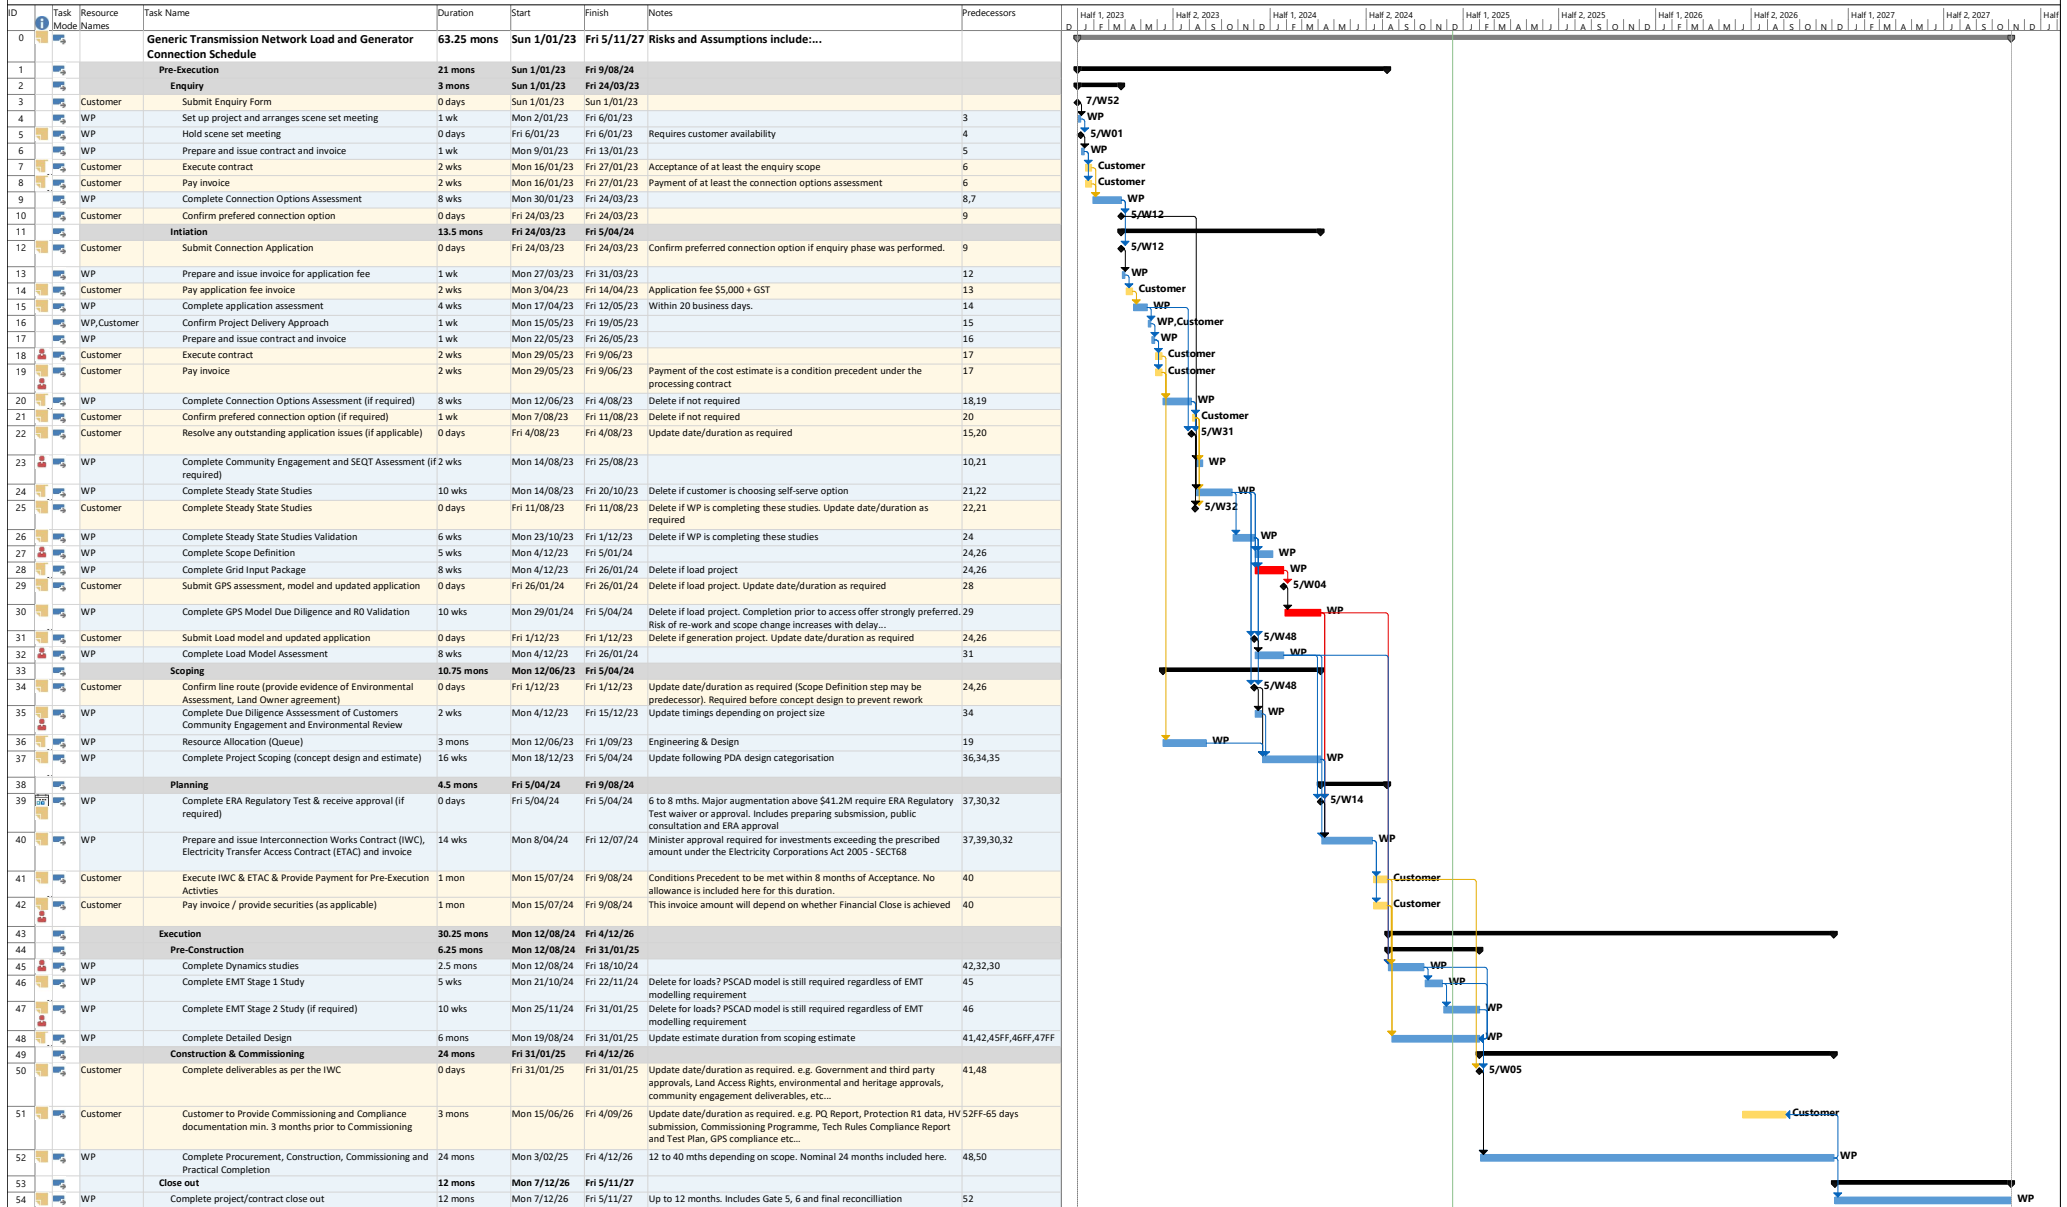 ID Task Mode Resource Names Task Name Duration Start Finish Notes Predecessors
Half 1, 2023 Half 2, 2023 Half 1, 2024 Half 2, 2024 Half 1, 2025 Half 2, 2025 Half 1, 2026 Half 2, 2026 Half 1, 2027 Half 2, 2027 Half
D J F M A M J J A S O N D J F M A M J J A S O N D J F M A M J J A S O N D J F M A M J J A S O N D J F M A M J J A S O N D J
0 Generic Transmission Network Load and Generator 63.25 mons Sun 1/01/23 Fri 5/11/27 Risks and Assumptions include:...
Connection Schedule
1 Pre-Execution 21 mons Sun 1/01/23 Fri 9/08/24
2 Enquiry 3 mons Sun 1/01/23 Fri 24/03/23
3 Customer Submit Enquiry Form 0 days Sun 1/01/23 Sun 1/01/23 7/W52
4 WP Set up project and arranges scene set meeting 1 wk Mon 2/01/23 Fri 6/01/23 3 WP
5 WP Hold scene set meeting 0 days Fri 6/01/23 Fri 6/01/23 Requires customer availability 4 5/W01
6 WP Prepare and issue contract and invoice 1 wk Mon 9/01/23 Fri 13/01/23 5 WP
7 Customer Execute contract 2 wks Mon 16/01/23 Fri 27/01/23 Acceptance of at least the enquiry scope 6 Customer
8 Customer Pay invoice 2 wks Mon 16/01/23 Fri 27/01/23 Payment of at least the connection options assessment 6 Customer
9 WP Complete Connection Options Assessment 8 wks Mon 30/01/23 Fri 24/03/23 8,7 WP
10 Customer Confirm prefered connection option 0 days Fri 24/03/23 Fri 24/03/23 9 5/W12
11 Intiation 13.5 mons Fri 24/03/23 Fri 5/04/24
12 Customer Submit Connection Application 0 days Fri 24/03/23 Fri 24/03/23 Confirm preferred connection option if enquiry phase was performed. 9 5/W12
13 WP Prepare and issue invoice for application fee 1 wk Mon 27/03/23 Fri 31/03/23 12 WP
14 Customer Pay application fee invoice 2 wks Mon 3/04/23 Fri 14/04/23 Application fee $5,000 + GST 13 Customer
15 WP Complete application assessment 4 wks Mon 17/04/23 Fri 12/05/23 Within 20 business days. 14 WP
16 WP,Customer Confirm Project Delivery Approach 1 wk Mon 15/05/23 Fri 19/05/23 15 WP,Customer
17 WP Prepare and issue contract and invoice 1 wk Mon 22/05/23 Fri 26/05/23 16 WP
18 Customer Execute contract 2 wks Mon 29/05/23 Fri 9/06/23 17 Customer
19 Customer Pay invoice 2 wks Mon 29/05/23 Fri 9/06/23 Payment of the cost estimate is a condition precedent under the 17 Customer
processing contract
20 WP Complete Connection Options Assessment (if required) 8 wks Mon 12/06/23 Fri 4/08/23 Delete if not required 18,19 WP
21 Customer Confirm prefered connection option (if required) 1 wk Mon 7/08/23 Fri 11/08/23 Delete if not required 20 Customer
22 Customer Resolve any outstanding application issues (if applicable) 0 days Fri 4/08/23 Fri 4/08/23 Update date/duration as required 15,20 5/W31
23 WP Complete Community Engagement and SEQT Assessment (if 2 wks Mon 14/08/23 Fri 25/08/23 10,21 WP
required)
24 WP Complete Steady State Studies 10 wks Mon 14/08/23 Fri 20/10/23 Delete if customer is choosing self-serve option 21,22 WP
25 Customer Complete Steady State Studies 0 days Fri 11/08/23 Fri 11/08/23 Delete if WP is completing these studies. Update date/duration as 22,21 5/W32
required
26 WP Complete Steady State Studies Validation 6 wks Mon 23/10/23 Fri 1/12/23 Delete if WP is completing these studies 24 WP
27 WP Complete Scope Definition 5 wks Mon 4/12/23 Fri 5/01/24 24,26 WP
28 WP Complete Grid Input Package 8 wks Mon 4/12/23 Fri 26/01/24 Delete if load project 24,26 WP
29 Customer Submit GPS assessment, model and updated application 0 days Fri 26/01/24 Fri 26/01/24 Delete if load project. Update date/duration as required 28 5/W04
30 WP Complete GPS Model Due Diligence and R0 Validation 10 wks Mon 29/01/24 Fri 5/04/24 Delete if load project. Completion prior to access offer strongly preferred. 29 WP
Risk of re-work and scope change increases with delay...
31 Customer Submit Load model and updated application 0 days Fri 1/12/23 Fri 1/12/23 Delete if generation project. Update date/duration as required 24,26 5/W48
32 WP Complete Load Model Assessment 8 wks Mon 4/12/23 Fri 26/01/24 31 WP
33 Scoping 10.75 mons Mon 12/06/23 Fri 5/04/24
34 Customer Confirm line route (provide evidence of Environmental 0 days Fri 1/12/23 Fri 1/12/23 Update date/duration as required (Scope Definition step may be 24,26 5/W48
Assessment, Land Owner agreement) predecessor). Required before concept design to prevent rework
35 WP Complete Due Diligence Asssessment of Customers 2 wks Mon 4/12/23 Fri 15/12/23 Update timings depending on project size 34 WP
Community Engagement and Environmental Review
36 WP Resource Allocation (Queue) 3 mons Mon 12/06/23 Fri 1/09/23 Engineering & Design 19 WP
37 WP Complete Project Scoping (concept design and estimate) 16 wks Mon 18/12/23 Fri 5/04/24 Update following PDA design categorisation 36,34,35 WP
38 Planning 4.5 mons Fri 5/04/24 Fri 9/08/24
39 WP Complete ERA Regulatory Test & receive approval (if 0 days Fri 5/04/24 Fri 5/04/24 6 to 8 mths. Major augmentation above $41.2M require ERA Regulatory 37,30,32 5/W14
required) Test waiver or approval. Includes preparing subsmission, public
consultation and ERA approval
40 WP Prepare and issue Interconnection Works Contract (IWC), 14 wks Mon 8/04/24 Fri 12/07/24 Minister approval required for investments exceeding the prescribed 37,39,30,32 WP
Electricity Transfer Access Contract (ETAC) and invoice amount under the Electricity Corporations Act 2005 - SECT68
41 Customer Execute IWC & ETAC & Provide Payment for Pre-Execution 1 mon Mon 15/07/24 Fri 9/08/24 Conditions Precedent to be met within 8 months of Acceptance. No 40 Customer
Activties allowance is included here for this duration.
42 Customer Pay invoice / provide securities (as applicable) 1 mon Mon 15/07/24 Fri 9/08/24 This invoice amount will depend on whether Financial Close is achieved 40 Customer
43 Execution 30.25 mons Mon 12/08/24 Fri 4/12/26
44 Pre-Construction 6.25 mons Mon 12/08/24 Fri 31/01/25
45 WP Complete Dynamics studies 2.5 mons Mon 12/08/24 Fri 18/10/24 42,32,30 WP
46 WP Complete EMT Stage 1 Study 5 wks Mon 21/10/24 Fri 22/11/24 Delete for loads? PSCAD model is still required regardless of EMT 45 WP
modelling requirement
47 WP Complete EMT Stage 2 Study (if required) 10 wks Mon 25/11/24 Fri 31/01/25 Delete for loads? PSCAD model is still required regardless of EMT 46 WP
modelling requirement
48 WP Complete Detailed Design 6 mons Mon 19/08/24 Fri 31/01/25 Update estimate duration from scoping estimate 41,42,45FF,46FF,47FF WP
49 Construction & Commissioning 24 mons Fri 31/01/25 Fri 4/12/26
50 Customer Complete deliverables as per the IWC 0 days Fri 31/01/25 Fri 31/01/25 Update date/duration as required. e.g. Government and third party 41,48 5/W05
approvals, Land Access Rights, environmental and heritage approvals,
community engagement deliverables, etc...
51 Customer Customer to Provide Commissioning and Compliance 3 mons Mon 15/06/26 Fri 4/09/26 Update date/duration as required. e.g. PQ Report, Protection R1 data, HV 52FF-65 days Customer
documentation min. 3 months prior to Commissioning submission, Commissioning Programme, Tech Rules Compliance Report
and Test Plan, GPS compliance etc...
52 WP Complete Procurement, Construction, Commissioning and 24 mons Mon 3/02/25 Fri 4/12/26 12 to 40 mths depending on scope. Nominal 24 months included here. 48,50 WP
Practical Completion
53 Close out 12 mons Mon 7/12/26 Fri 5/11/27
54 WP Complete project/contract close out 12 mons Mon 7/12/26 Fri 5/11/27 Up to 12 months. Includes Gate 5, 6 and final reconcilliation 52 WP